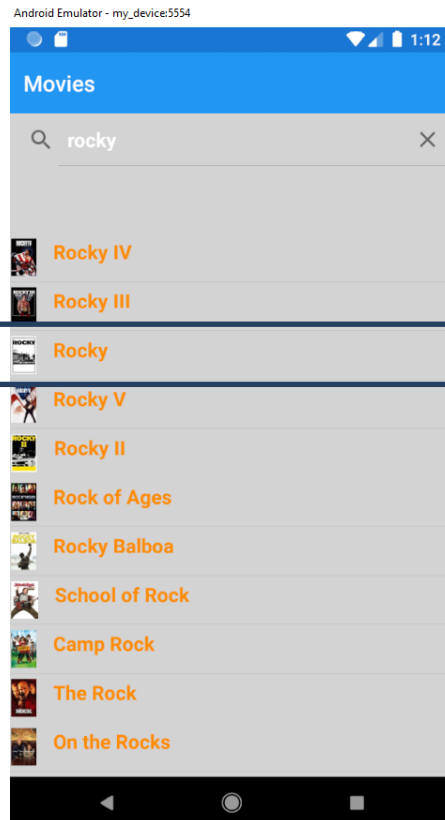 Android Emulator - my_device:5554
1:12
Movies
rocky
Rocky IV
Rocky III
Rocky
ROCKY
Rocky V
Rocky II
Rock of Ages
Rocky Balboa
School of Rock
Camp Rock
The Rock
On the Rocks